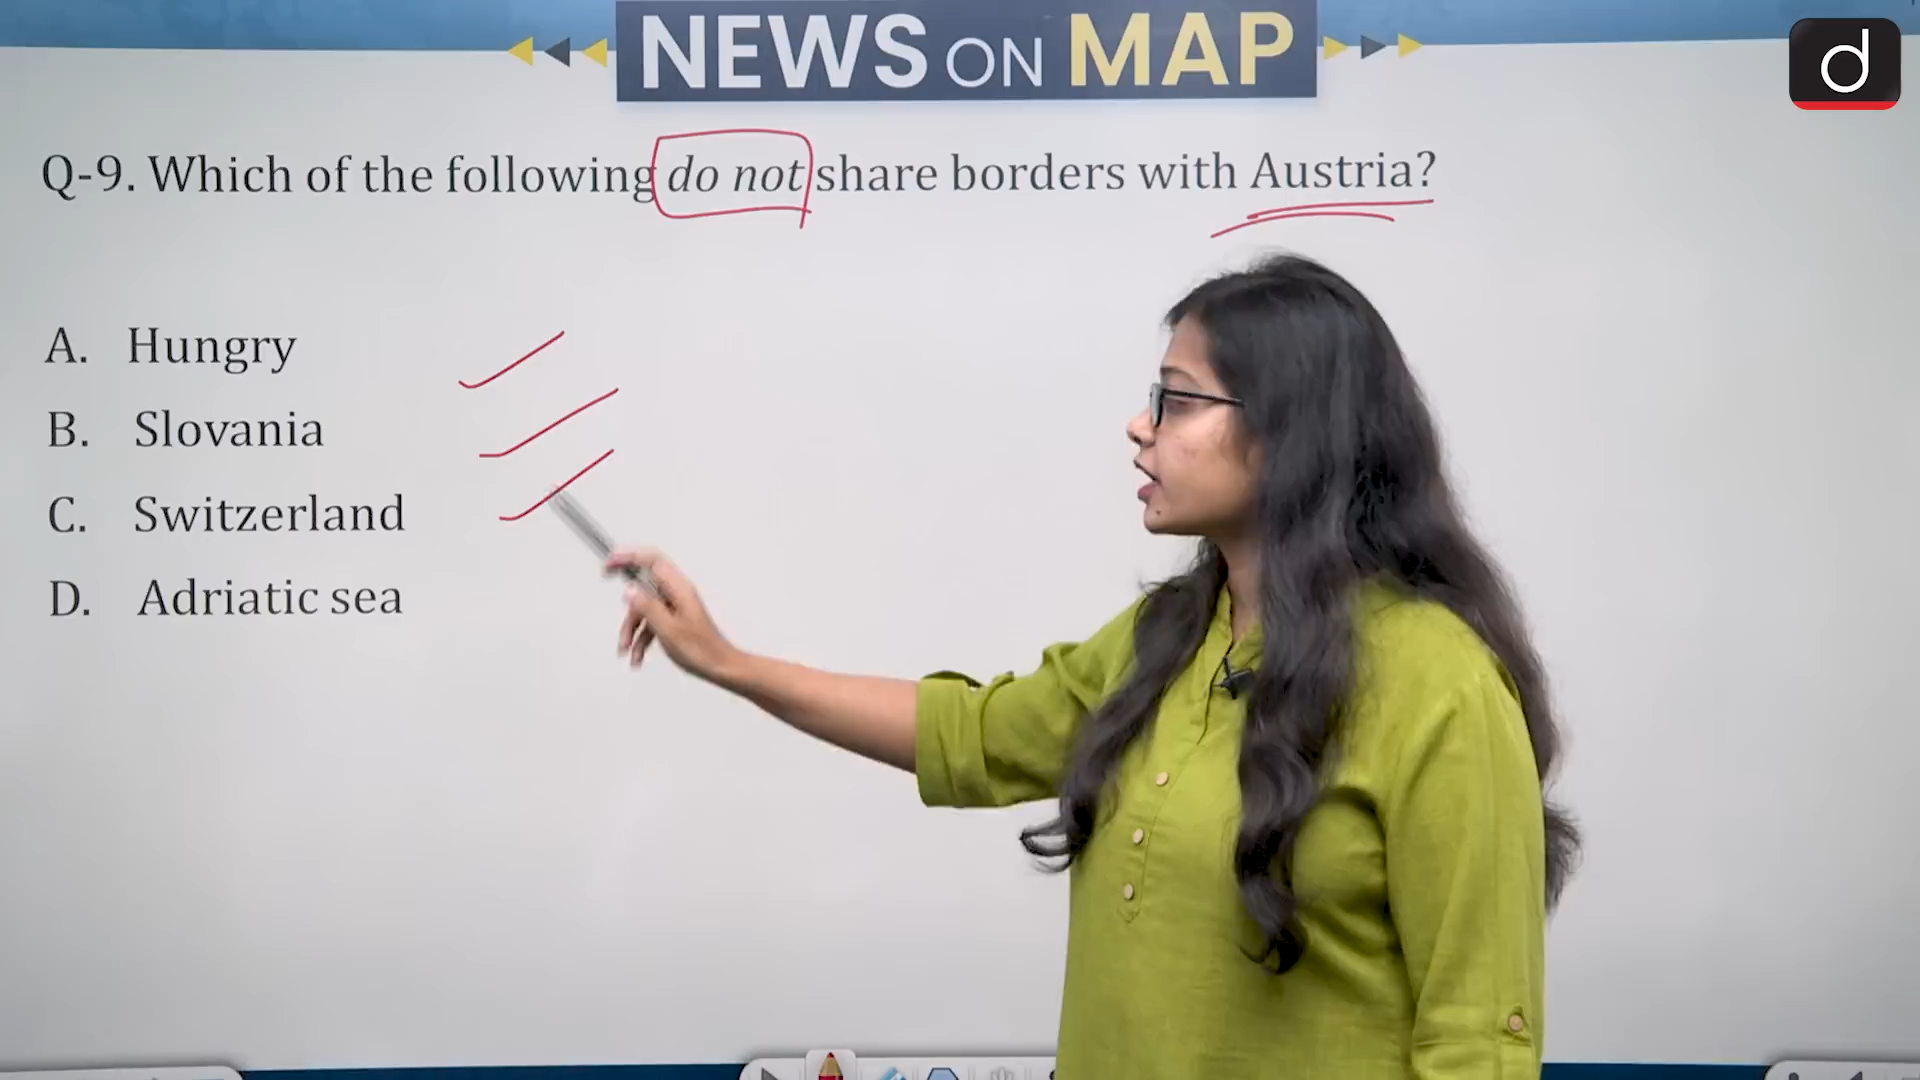 NEWS ON MAP
d
Q-9. Which of the following do not share borders with Austria?
A. Hungry
B. Slovania
C. Switzerland
D. Adriatic sea